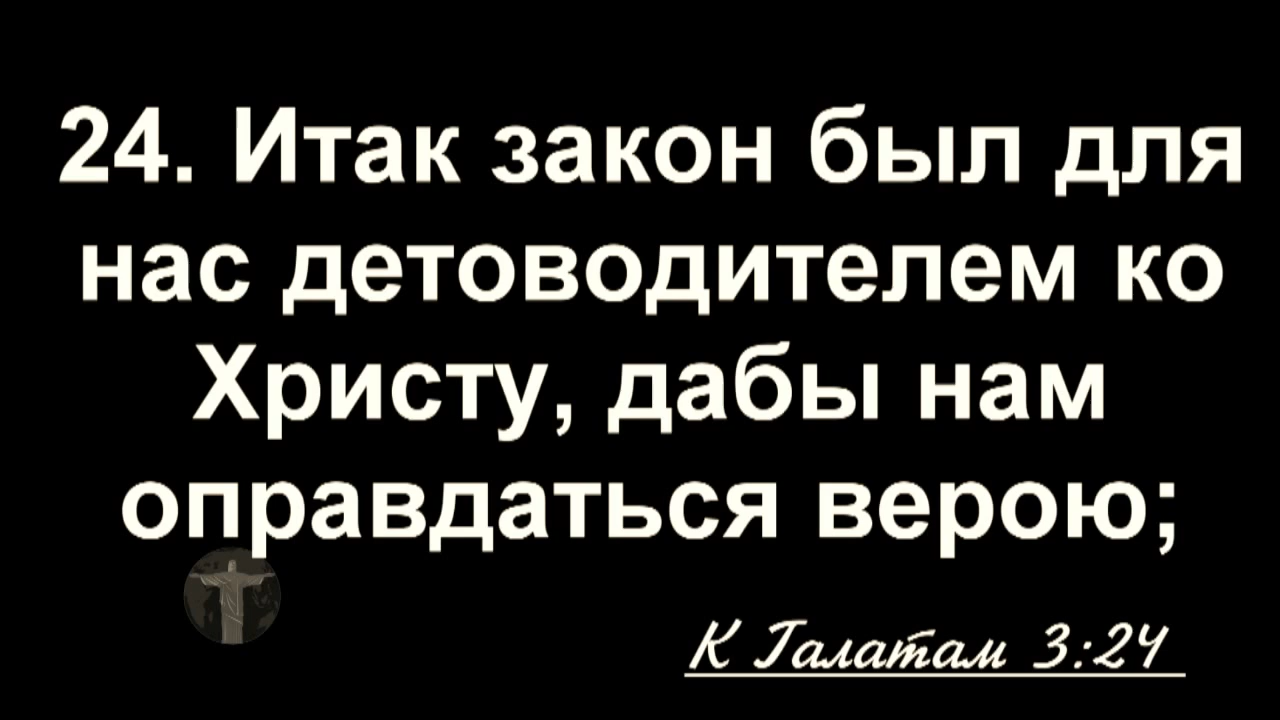 24. Итак закон был для
нас детоводителем ко
Христу, дабы нам
оправдаться верою;
К Галатам 3:24